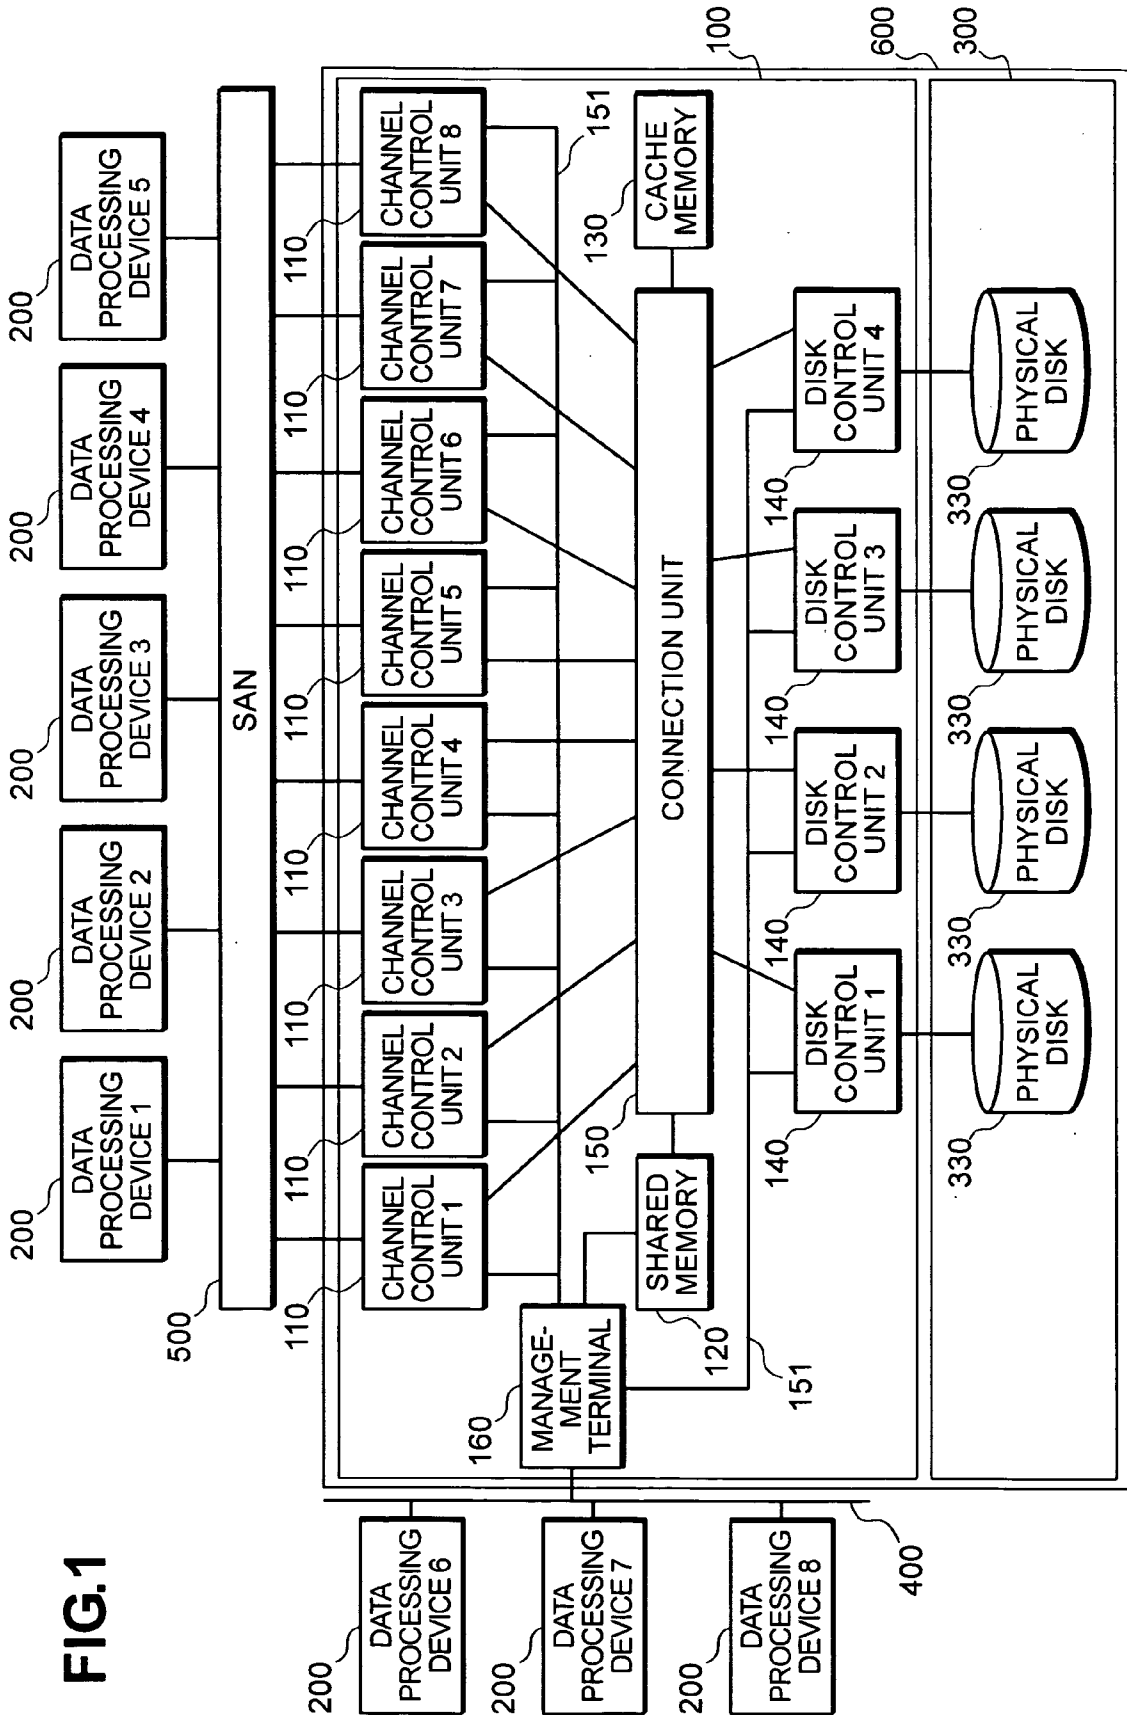 FIG.1
200
DATA
PROCESSING
DEVICE 1
200
DATA
PROCESSING
DEVICE 2
200
DATA
PROCESSING
DEVICE 3
200
DATA
PROCESSING
DEVICE 4
200
DATA
PROCESSING
DEVICE 5
500
SAN
110
CHANNEL
CONTROL
UNIT 1
110
CHANNEL
CONTROL
UNIT 2
110
CHANNEL
CONTROL
UNIT 3
110
CHANNEL
CONTROL
UNIT 4
110
CHANNEL
CONTROL
UNIT 5
110
CHANNEL
CONTROL
UNIT 6
110
CHANNEL
CONTROL
UNIT 7
110
CHANNEL
CONTROL
UNIT 8
100
600
300
151
200
DATA
PROCESSING
DEVICE 6
200
DATA
PROCESSING
DEVICE 7
200
DATA
PROCESSING
DEVICE 8
400
160
MANAGE-
MENT
TERMINAL
120
SHARED
MEMORY
150
CONNECTION UNIT
130
CACHE
MEMORY
151
140
DISK
CONTROL
UNIT 1
140
DISK
CONTROL
UNIT 2
140
DISK
CONTROL
UNIT 3
140
DISK
CONTROL
UNIT 4
330
PHYSICAL
DISK
330
PHYSICAL
DISK
330
PHYSICAL
DISK
330
PHYSICAL
DISK